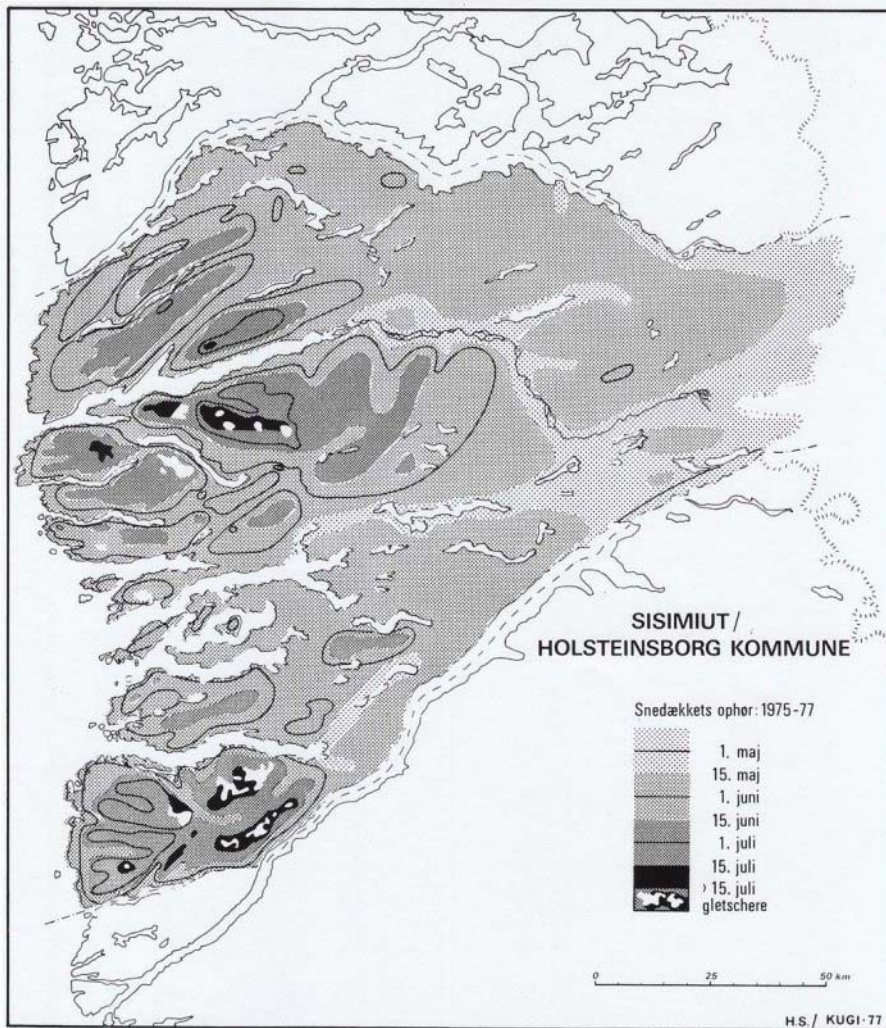 SISIMIUT /
HOLSTEINSBORG KOMMUNE
Snedækkets ophør: 1975-77
1. maj
15. maj
1. juni
15. juni
1. juli
15. juli
> 15. juli
gletschere
0 25 50 km
H.S./ KUGI-77